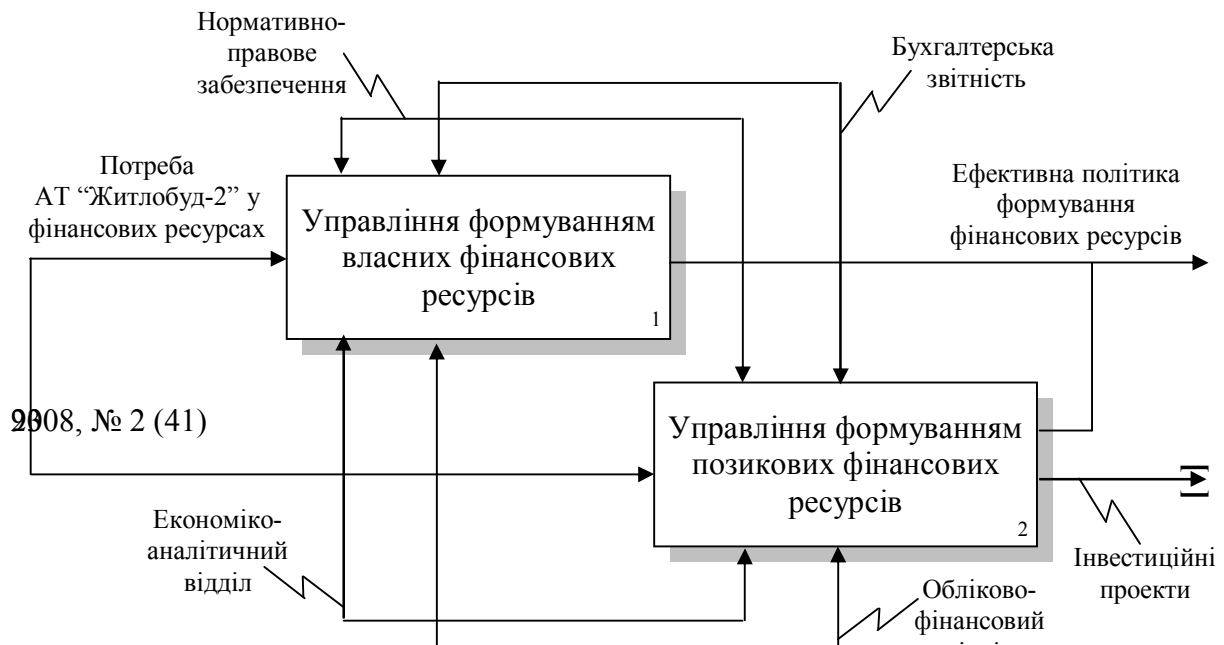 Нормативно-
правове
забезпечення
Бухгалтерська
звітність
Потреба
АТ “Житлобуд-2” у
фінансових ресурсах
Ефективна політика
формування
фінансових ресурсів
Управління формуванням
власних фінансових
ресурсів
1
№ 2 (41)
Управління формуванням
позикових фінансових
ресурсів
2
Економіко-
аналітичний
відділ
Інвестиційні
проекти
Обліково-
фінансовий